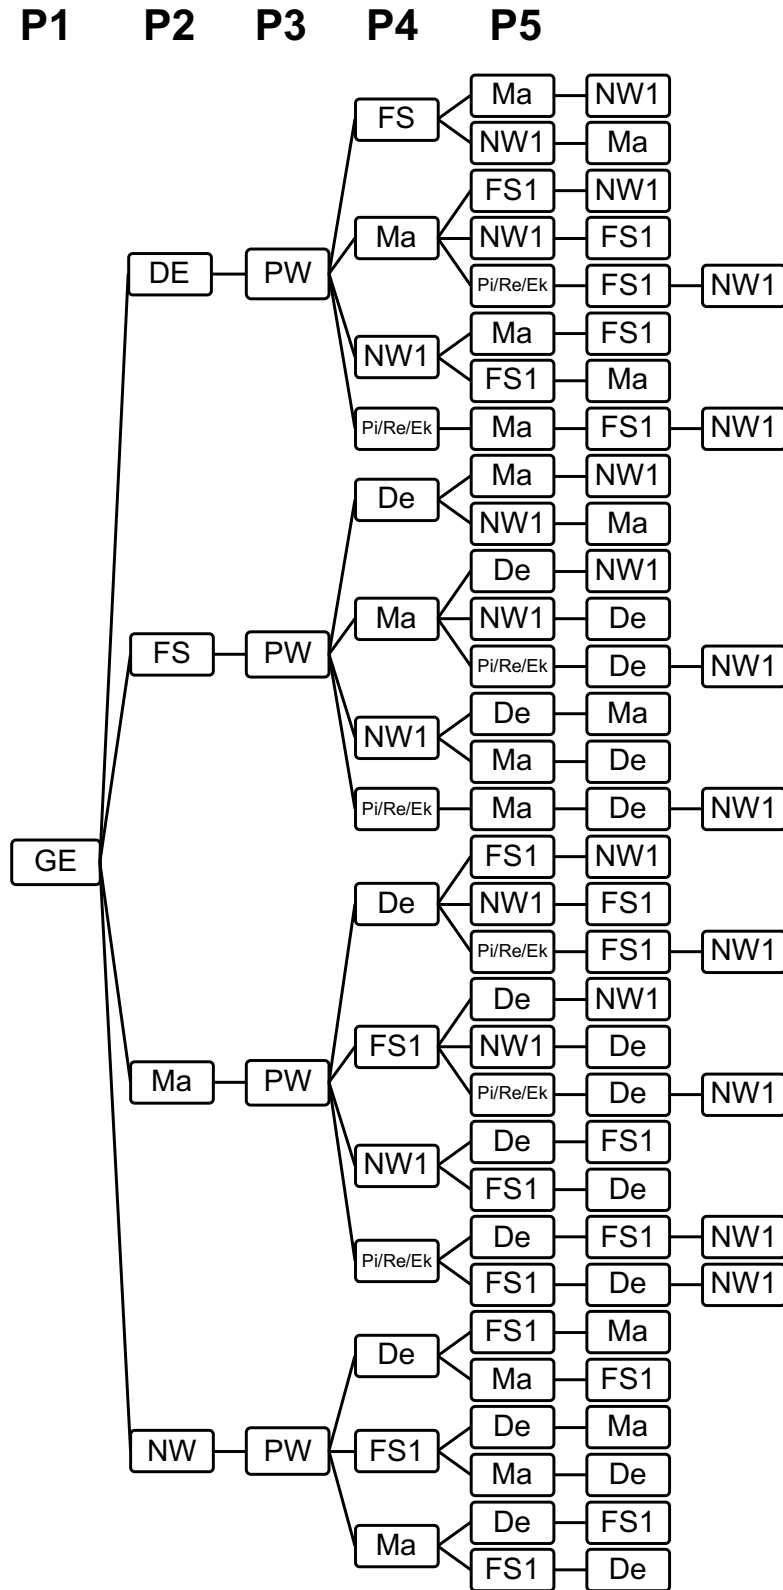 P1 P2 P3 P4 P5
Ma NW1
FS
NW1 Ma
FS1 NW1
Ma NW1 FS1
DE PW
Pi/Re/Ek FS1 NW1
Ma FS1
NW1
FS1 Ma
Pi/Re/Ek Ma FS1 NW1
Ma NW1
De
NW1 Ma
De NW1
Ma NW1 De
FS PW
Pi/Re/Ek De NW1
De Ma
NW1
Ma De
Pi/Re/Ek Ma De NW1
GE
FS1 NW1
De NW1 FS1
Pi/Re/Ek FS1 NW1
De NW1
FS1 NW1 De
Ma PW
Pi/Re/Ek De NW1
De FS1
NW1
FS1 De
De FS1 NW1
Pi/Re/Ek
FS1 De NW1
FS1 Ma
De
Ma FS1
De Ma
NW PW FS1
Ma De
De FS1
Ma
FS1 De